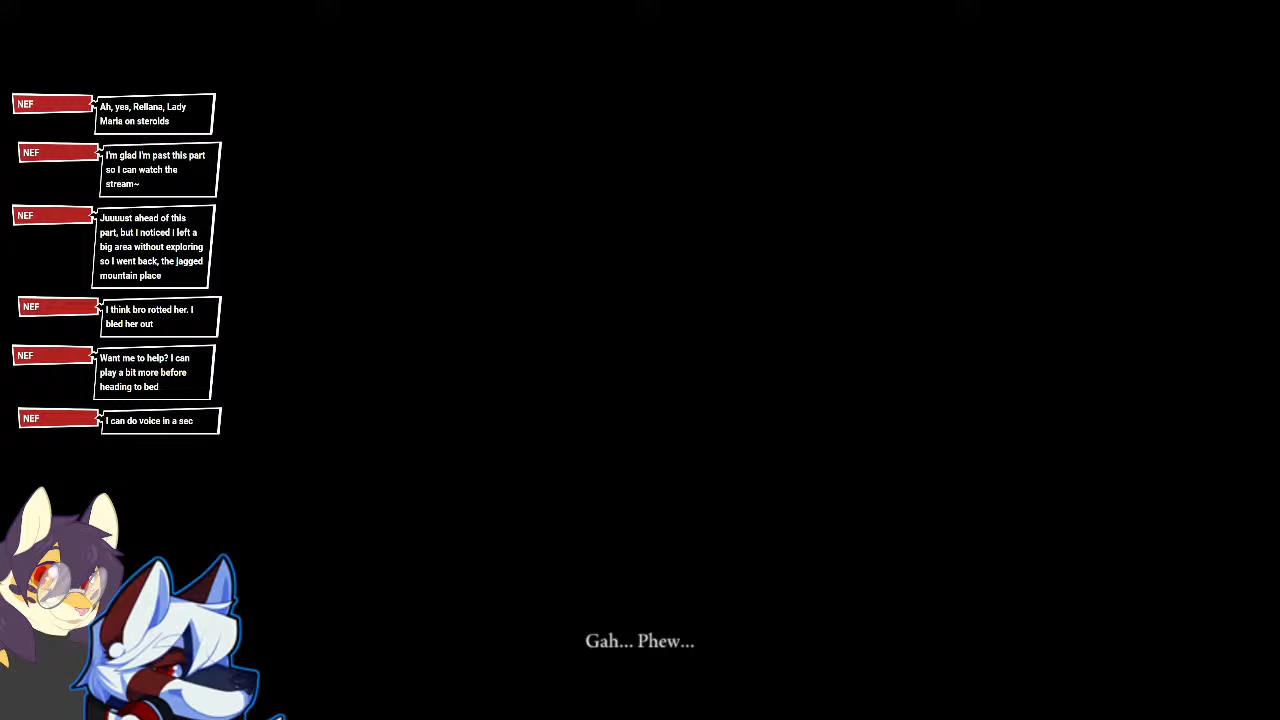 NEF
Ah, yes, Rellana, Lady
Maria on steroids
NEF
I'm glad I'm past this part
so I can watch the
stream~
NEF
Juuuust ahead of this
part, but I noticed I left a
big area without exploring
so I went back, the jagged
mountain place
NEF
I think bro rotted her. I
bled her out
NEF
Want me to help? I can
play a bit more before
heading to bed
NEF
I can do voice in a sec
Gah... Phew...